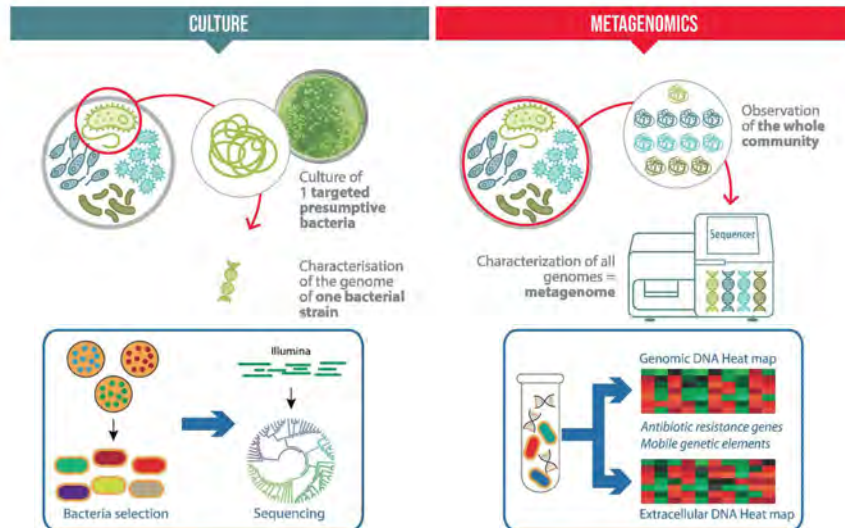 CULTURE
Culture of
1 targeted
presumptive
bacteria
Characterisation
of the genome
of one bacterial
strain
Illumina
Bacteria selection
Sequencing
METAGENOMICS
Observation
of the whole
community
Sequencer
Characterization of all
genomes =
metagenome
Genomic DNA Heat map
Antibiotic resistance genes
Mobile genetic elements
Extracellular DNA Heat map